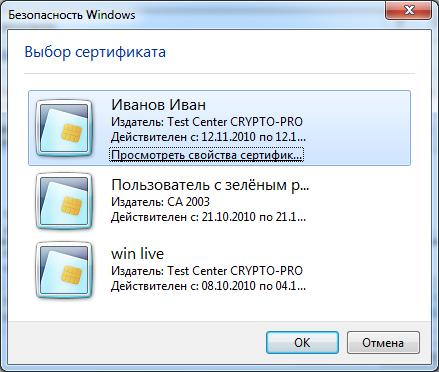 Безопасность Windows
Выбор сертификата
Иванов Иван
Издатель: Test Center CRYPTO-PRO
Действителен с: 12.11.2010 по 12.1...
Просмотреть свойства сертифик...
Пользователь с зелёным р...
Издатель: CA 2003
Действителен с: 21.10.2010 по 21.1...
win live
Издатель: Test Center CRYPTO-PRO
Действителен с: 08.10.2010 по 04.1...
OK
Отмена